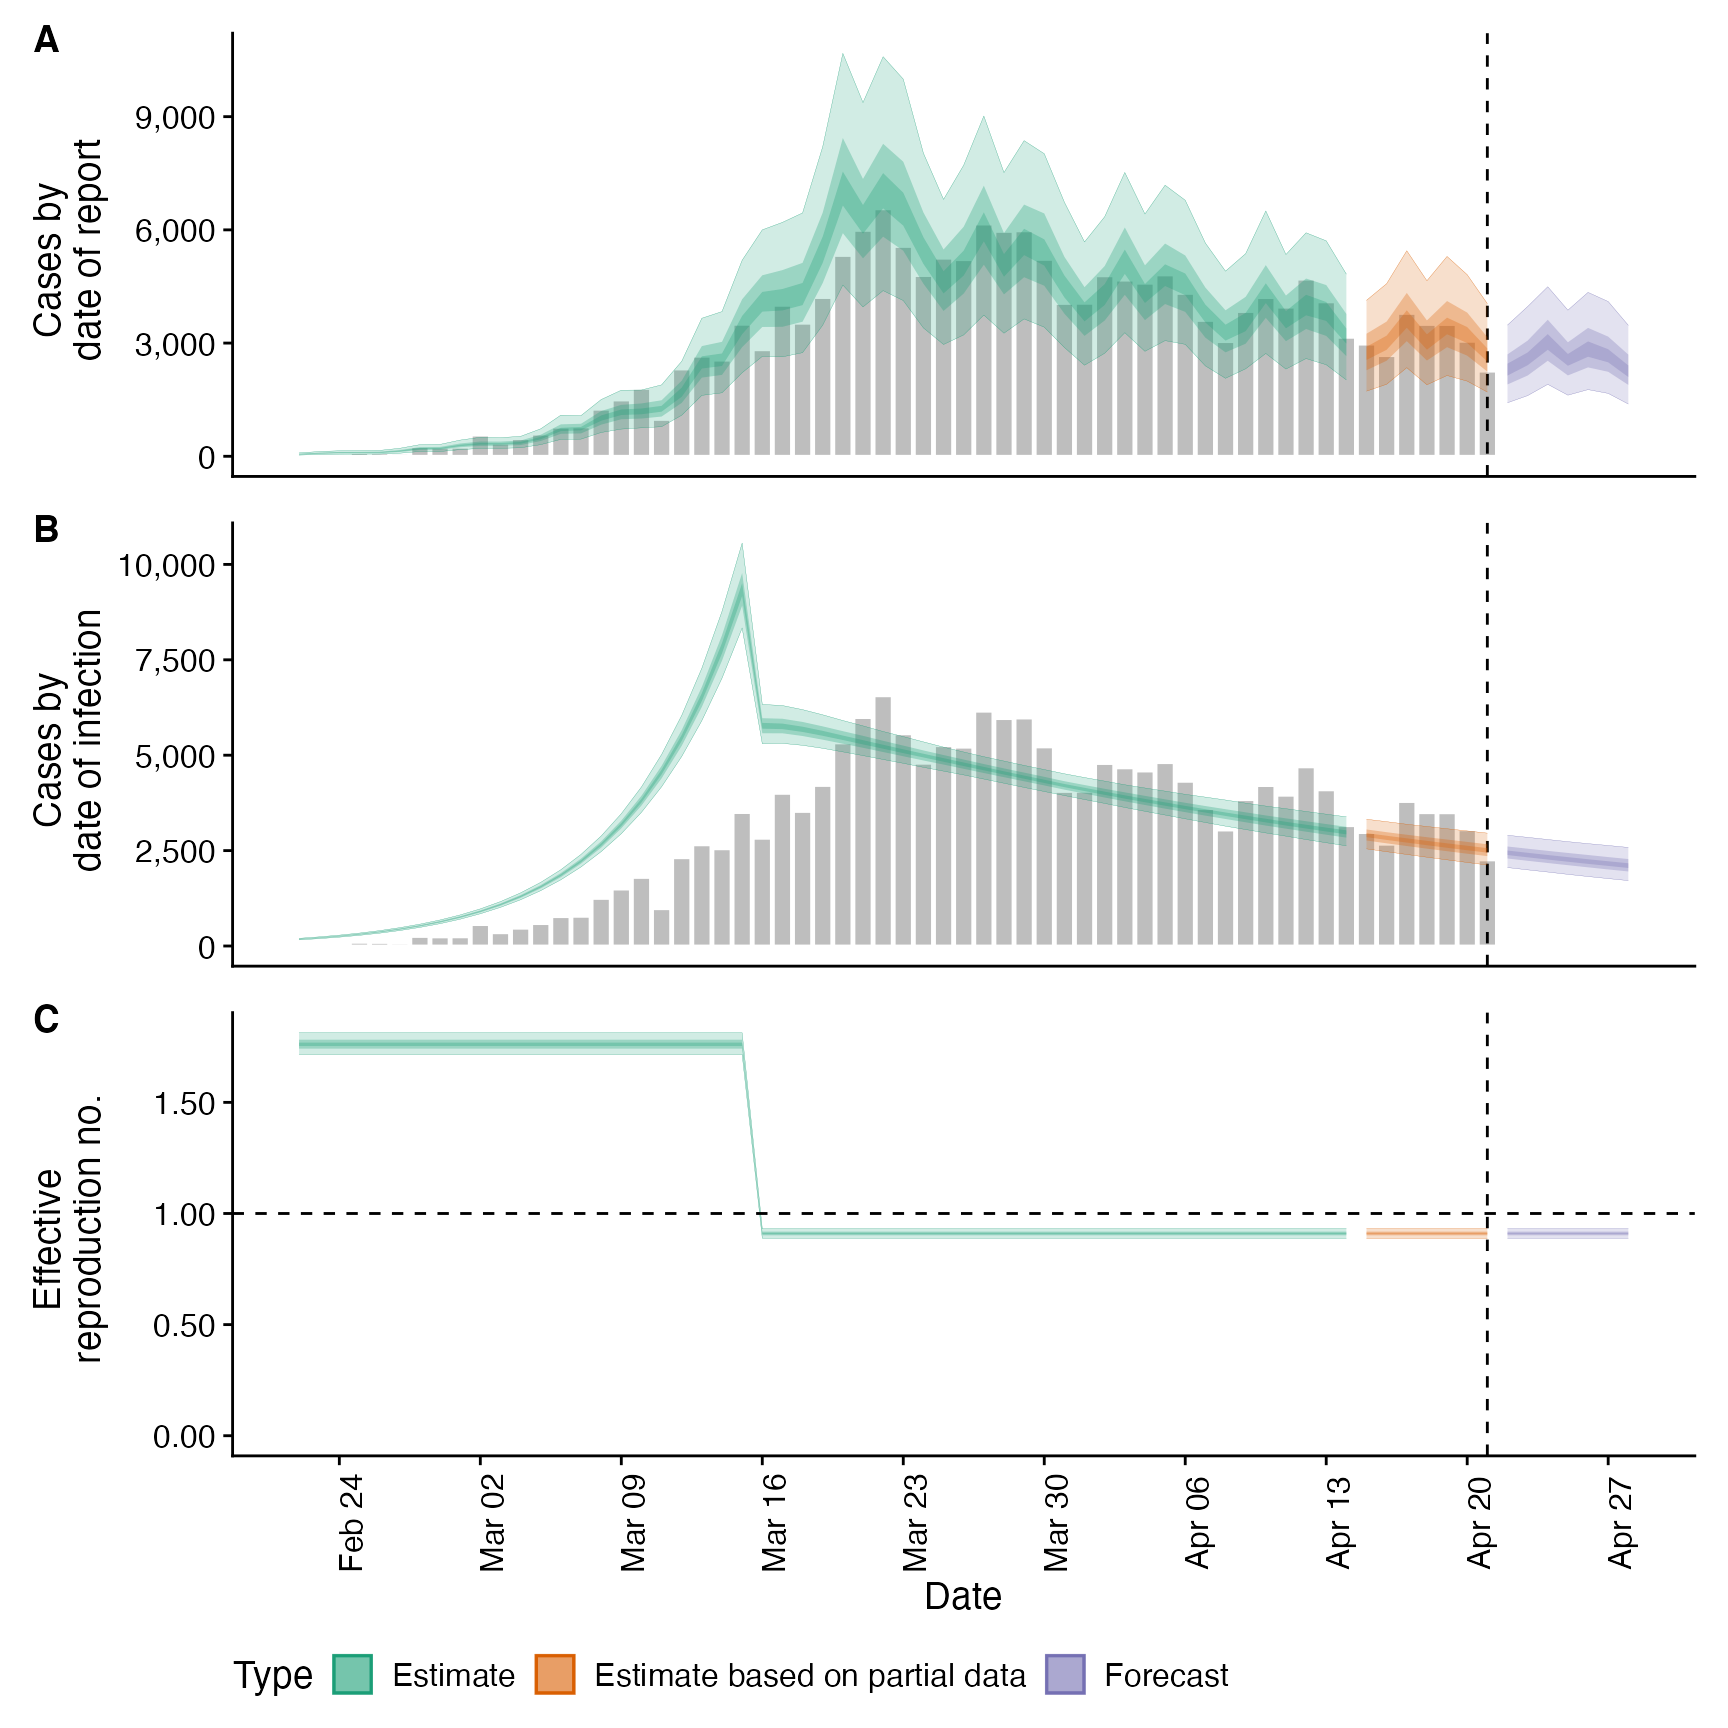 A
Cases by
date of report
9,000
6,000
3,000
0
B
Cases by
date of infection
10,000
7,500
5,000
2,500
0
C
Effective
reproduction no.
1.50
1.00
0.50
0.00
Feb 24
Mar 02
Mar 09
Mar 16
Mar 23
Mar 30
Apr 06
Apr 13
Apr 20
Apr 27
Date
Type Estimate Estimate based on partial data Forecast